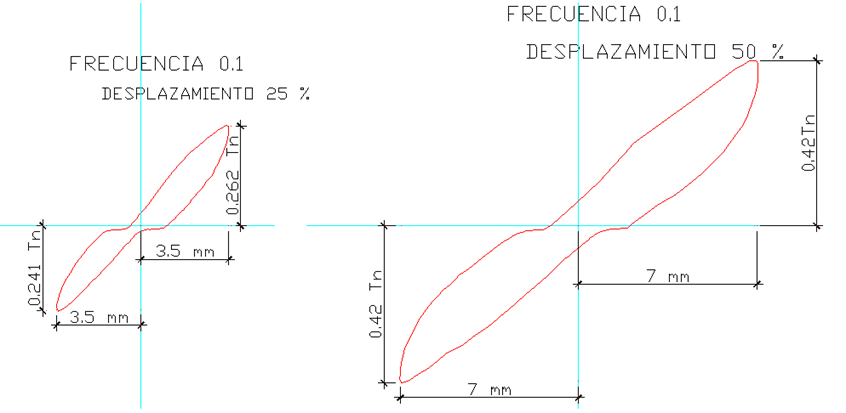 FRECUENCIA 0.1
DESPLAZAMIENTO 25 %
0.262 Tn
3.5 mm
0.241 Tn
3.5 mm
FRECUENCIA 0.1
DESPLAZAMIENTO 50 %
0.42Tn
7 mm
0.42 Tn
7 mm